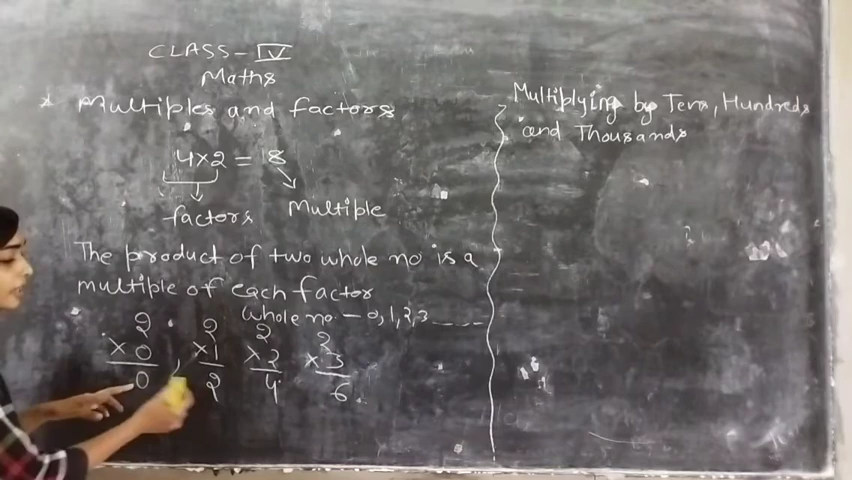 CLASS-IV
Maths
* Multiples and factors
4×2=8
factors Multiple
The product of two whole no is a
multiple of each factor
Whole no - 0,1,2,3----
2 2 2 2
×0 , ×1 ×2 ×3
0 2 4 6
Multiplying by Tens, Hundreds
and Thousands